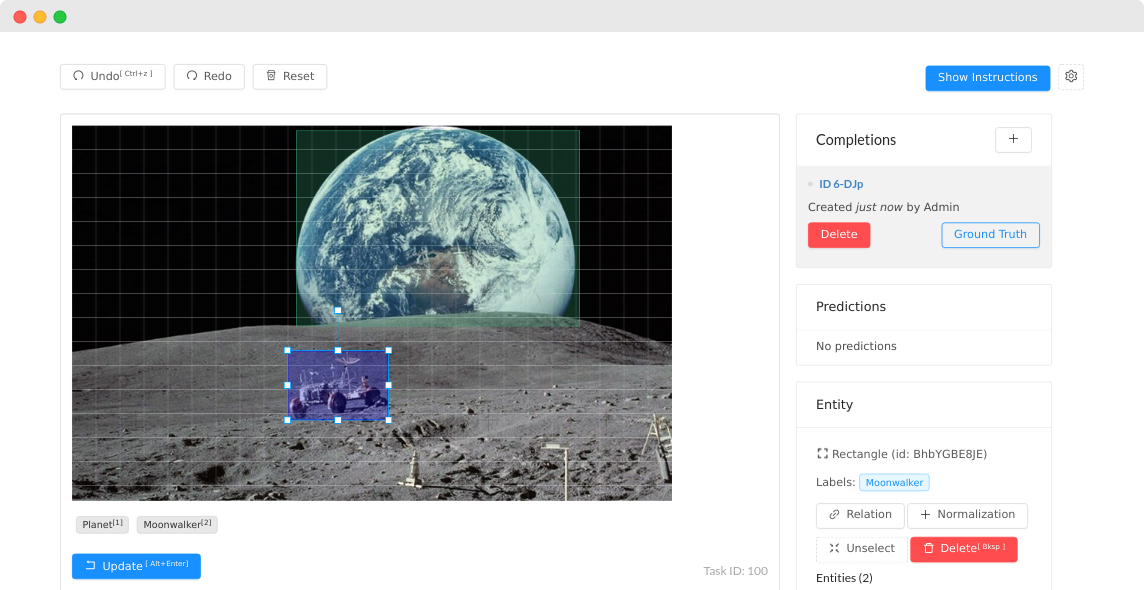 Undo[ Ctrl+z ] Redo Reset Show Instructions
Completions +
ID 6-DJp
Created just now by Admin
Delete Ground Truth
Predictions
No predictions
Entity
Rectangle (id: BhbYGBE8JE)
Labels: Moonwalker
Relation + Normalization
Unselect Delete[ Bksp ]
Entities (2)
Planet[1] Moonwalker[2]
Update [ Alt+Enter] Task ID: 100